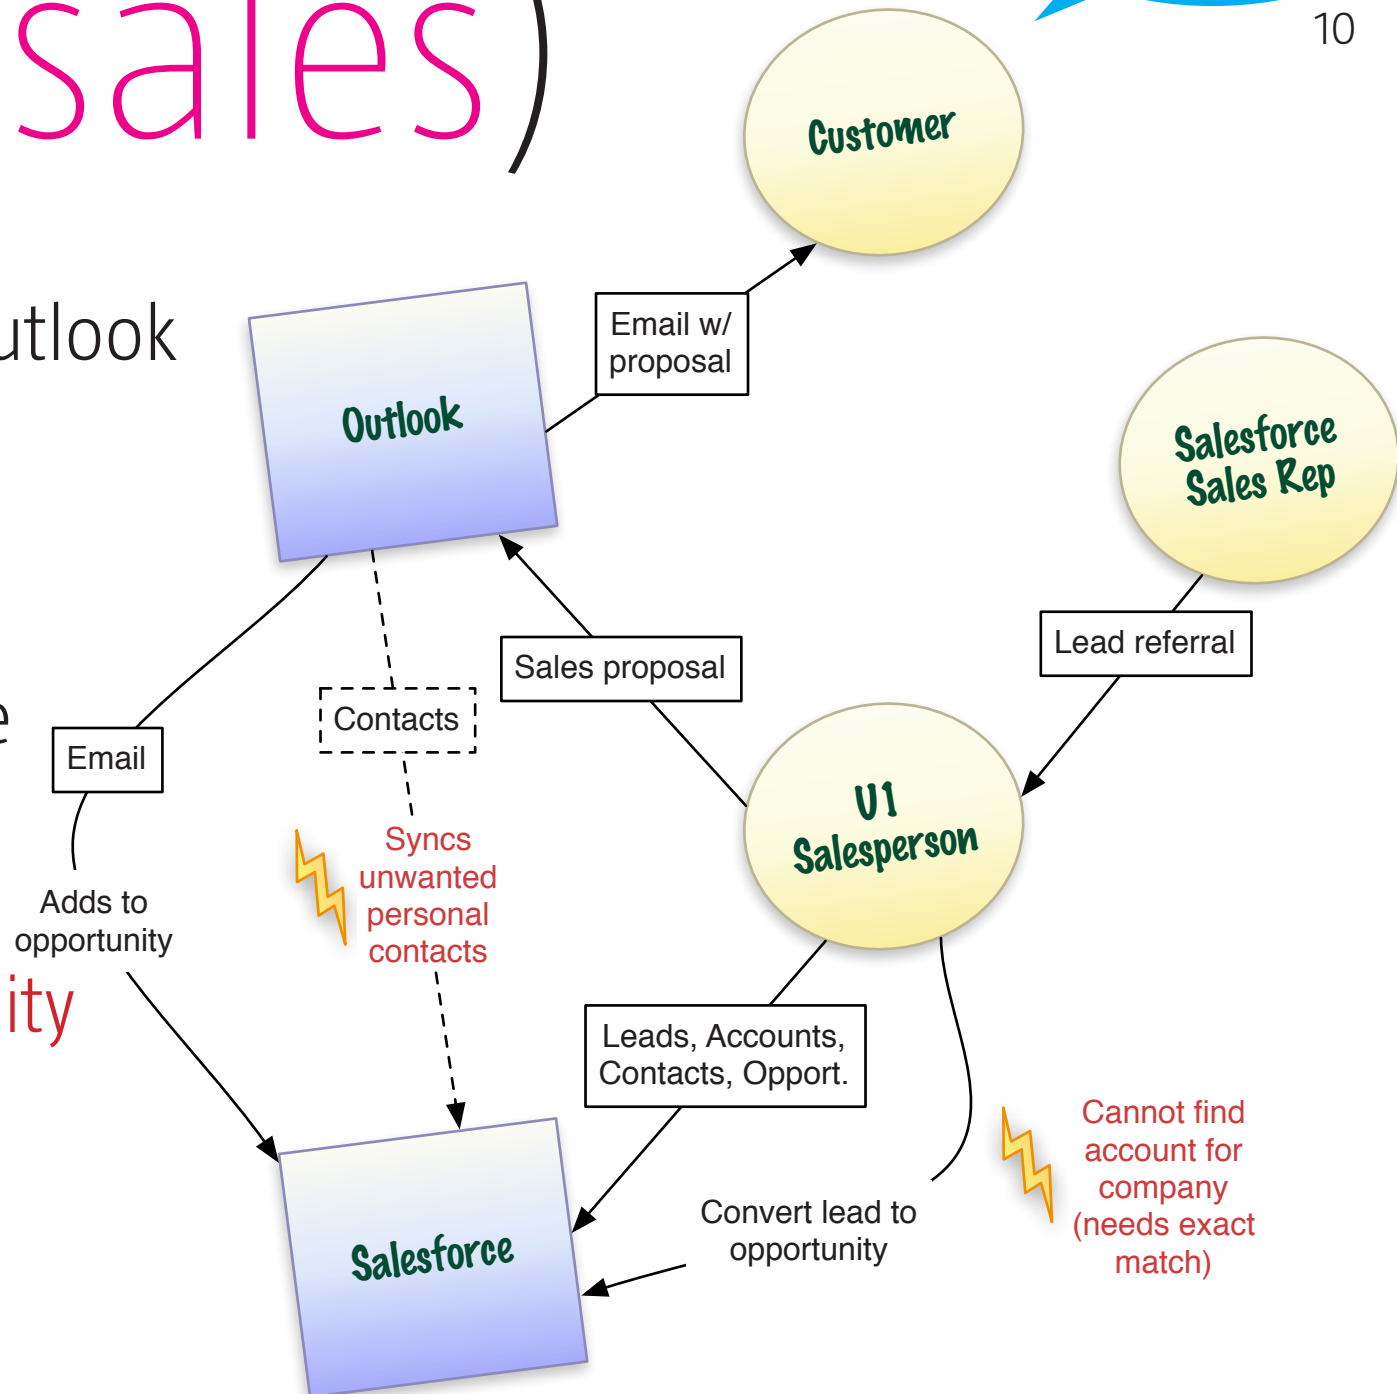 sales)
10
Customer
utlook
Email w/
proposal
Outlook
Salesforce
Sales Rep
Lead referral
Sales proposal
e
Contacts
Email
U1
Salesperson
Syncs
unwanted
personal
contacts
Adds to
opportunity
ity
Leads, Accounts,
Contacts, Opport.
Cannot find
account for
company
(needs exact
match)
Convert lead to
opportunity
Salesforce